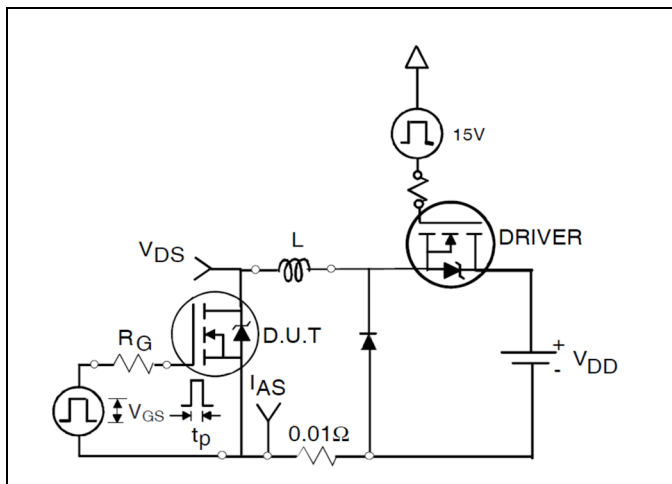 15V
DRIVER
L
VDS
D.U.T
RG
+
VDD
-
IAS
VGS
tp
0.01Ω